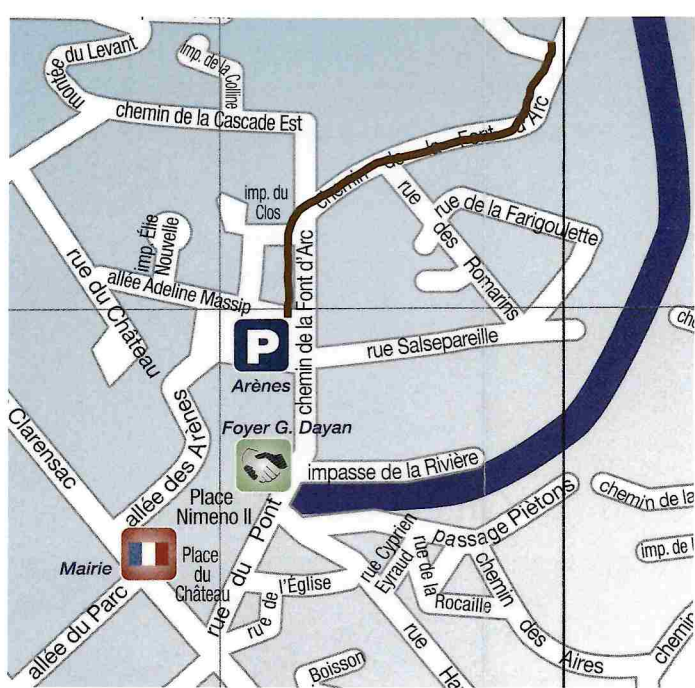 montée du Levant
imp. de la Colline
chemin de la Cascade Est
chemin de la Font d'Arc
imp. du
Clos
rue des Romarins
rue de la Farigoulette
imp. Élie
Nouvelle
rue du Château
allée Adeline Massip
chemin de la Font d'Arc
P
Arènes
rue Salsepareille
Clarensac
allée des Arènes
Foyer G. Dayan
impasse de la Rivière
Place
Nimeno II
rue du Pont
Mairie
Place
du
Château
allée du Parc
rue de l'Église
rue Cyprien
Eyraud
rue de la Rocaille
passage Piètons
chemin des Aires
chemin de la
imp. de
rue
Boisson
chemin